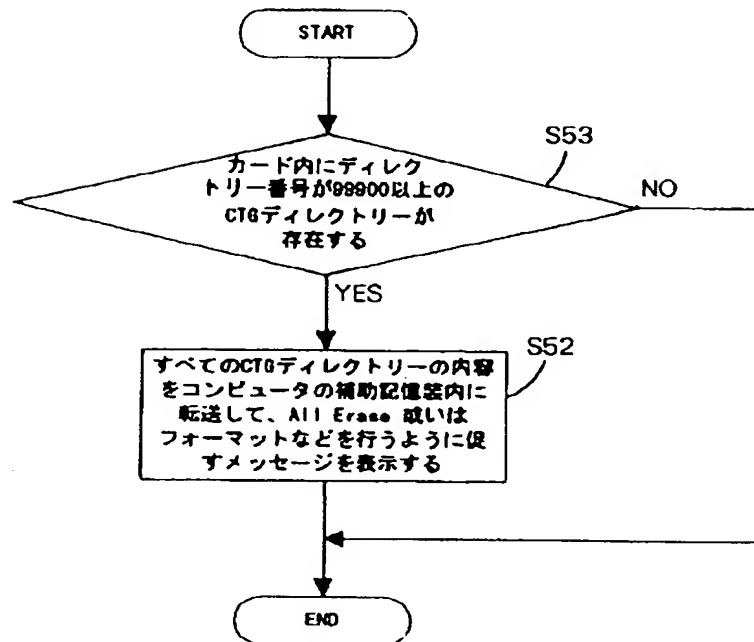 START
S53
カード内にディレク
トリー番号が99900以上の
CTGディレクトリーが
存在する
NO
YES
S52
すべてのCTGディレクトリーの内容
をコンピュータの補助記憶装内に
転送して、All Erase 或いは
フォーマットなどを行うように促
すメッセージを表示する
END